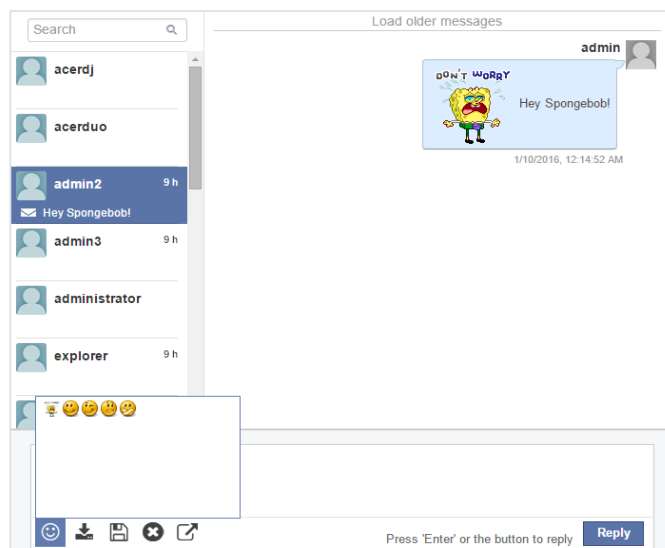 Search
Load older messages
admin
acerdj
DON'T WORRY
Hey Spongebob!
acerduo
1/10/2016, 12:14:52 AM
admin2
9 h
Hey Spongebob!
admin3
9 h
administrator
explorer
9 h
Press 'Enter' or the button to reply
Reply